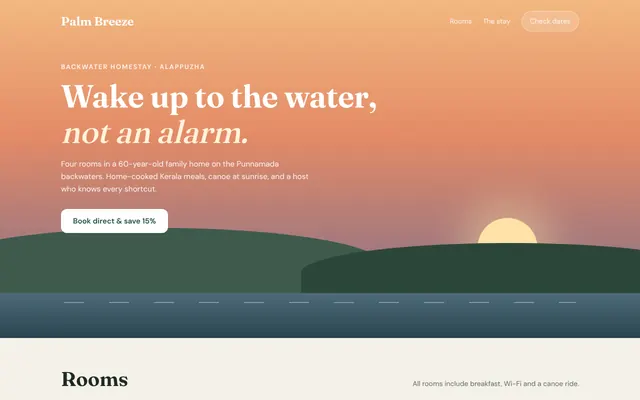 Palm Breeze
Rooms
The stay
Check dates
BACKWATER HOMESTAY · ALAPPUZHA
Wake up to the water,
not an alarm.
Four rooms in a 60-year-old family home on the Punnamada
backwaters. Home-cooked Kerala meals, canoe at sunrise, and a host
who knows every shortcut.
Book direct & save 15%
Rooms
All rooms include breakfast, Wi-Fi and a canoe ride.